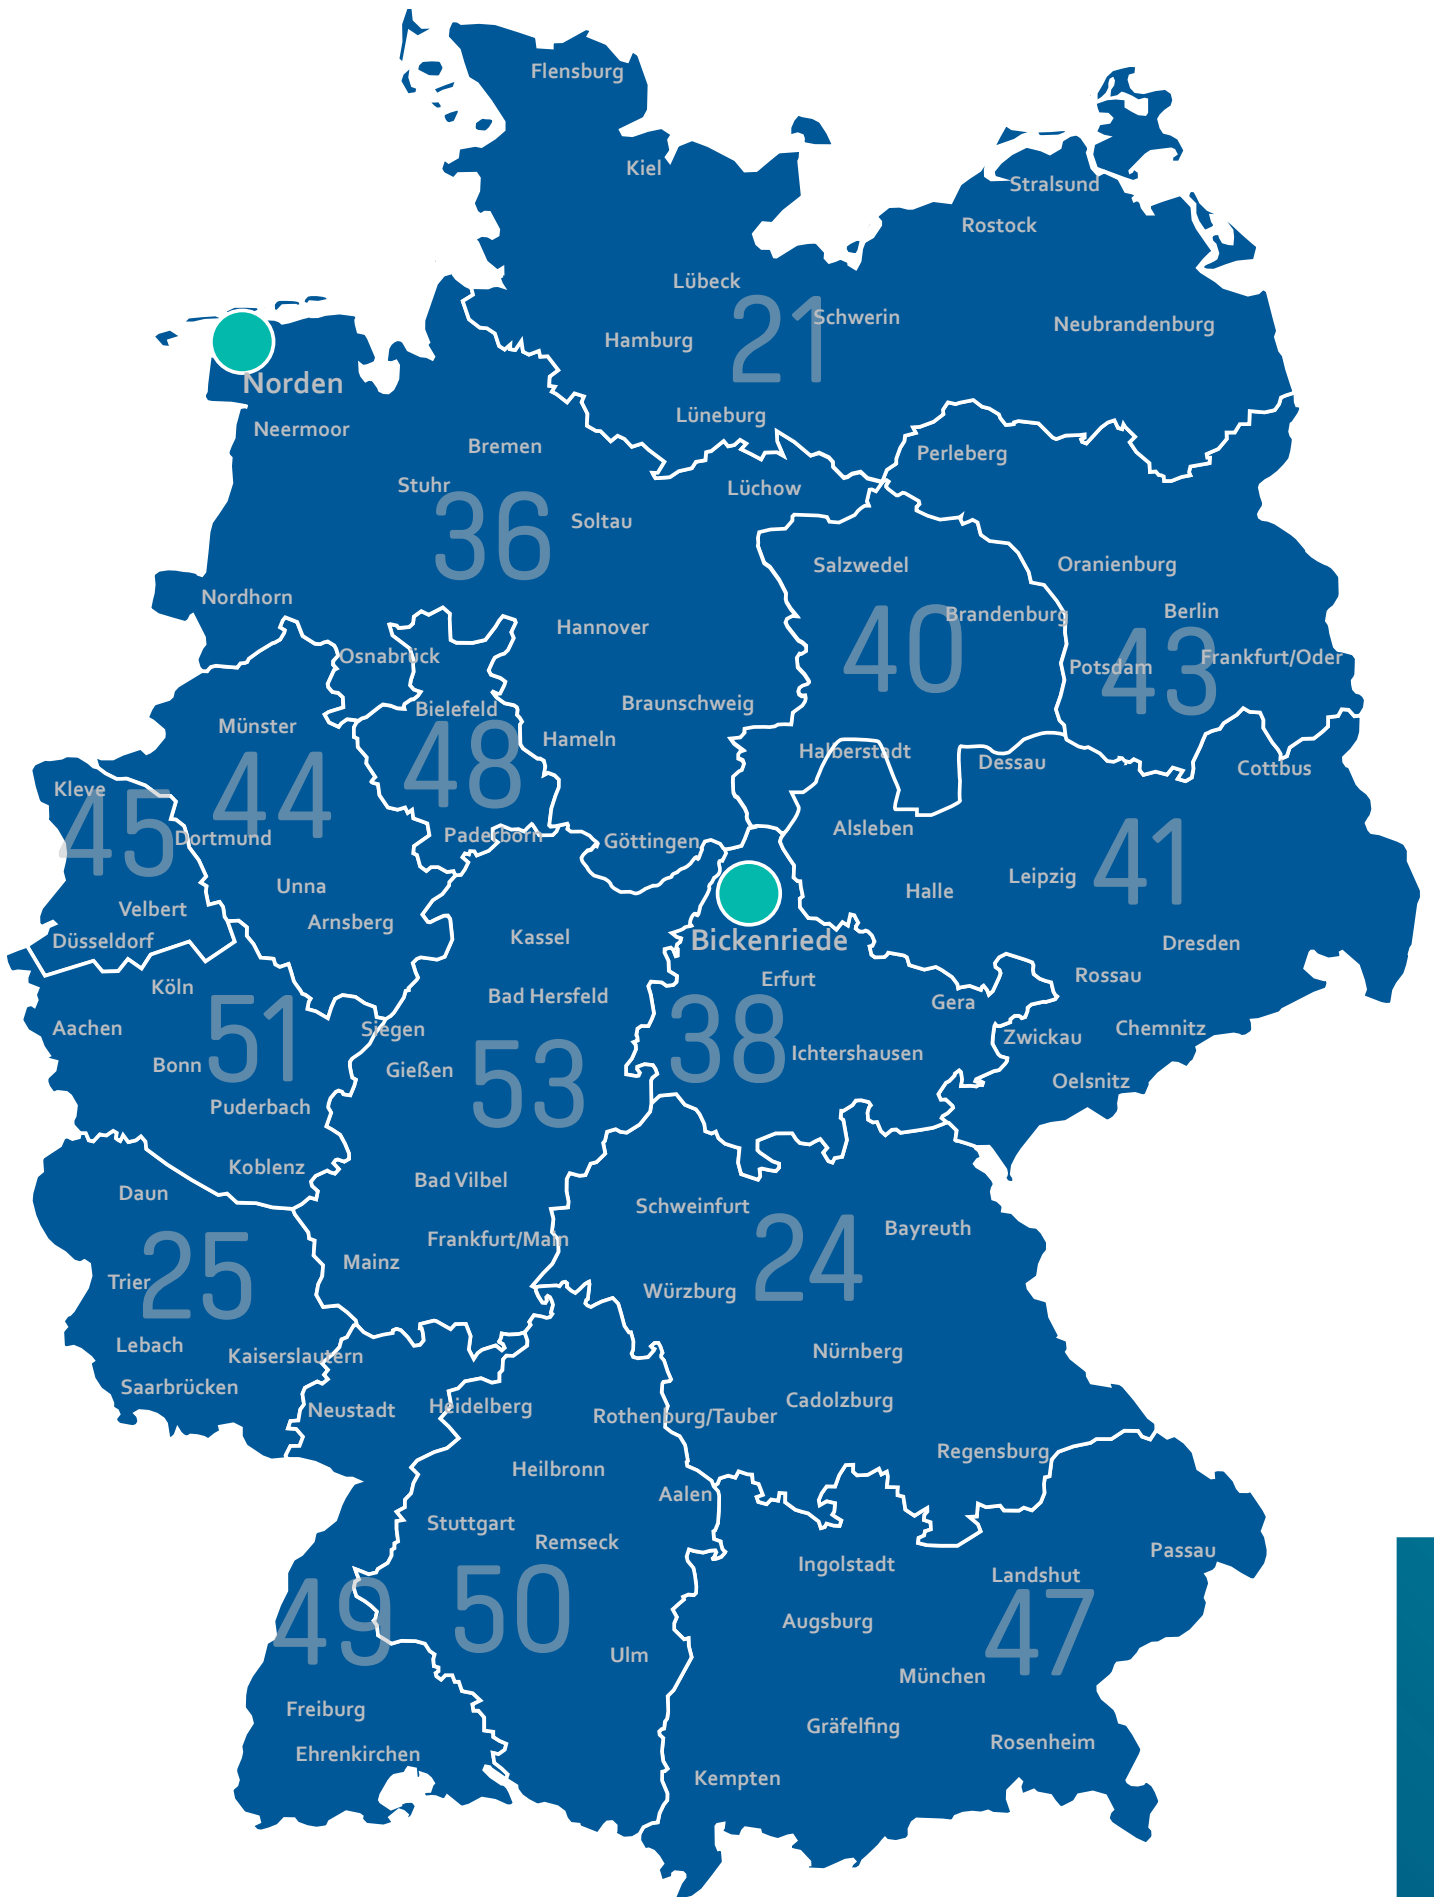 Flensburg
Kiel
Stralsund
Rostock
Lübeck
Schwerin
Neubrandenburg
Hamburg
21
Norden
Lüneburg
Neermoor
Bremen
Perleberg
Stuhr
Lüchow
36
Soltau
Salzwedel
Oranienburg
Nordhorn
Berlin
Brandenburg
Hannover
40
Osnabrück
Potsdam
43
Frankfurt/Oder
Braunschweig
Bielefeld
Münster
Hameln
Halberstadt
Dessau
48
Cottbus
Kleve
44
45
Dortmund
Paderborn
Göttingen
Alsleben
41
Leipzig
Unna
Halle
Velbert
Arnsberg
Düsseldorf
Kassel
Bickenriede
Dresden
Rossau
Erfurt
Köln
Bad Hersfeld
Gera
Aachen
51
Siegen
38
Zwickau
Chemnitz
Ichtershausen
Bonn
Gießen
53
Oelsnitz
Puderbach
Koblenz
Bad Vilbel
Daun
Schweinfurt
Bayreuth
Frankfurt/Main
24
Mainz
25
Trier
Würzburg
Lebach
Kaiserslautern
Nürnberg
Saarbrücken
Cadolzburg
Neustadt
Heidelberg
Rothenburg/Tauber
Regensburg
Heilbronn
Aalen
Stuttgart
Remseck
Passau
Ingolstadt
Landshut
49
50
Augsburg
47
Ulm
München
Freiburg
Gräfelfing
Rosenheim
Ehrenkirchen
Kempten